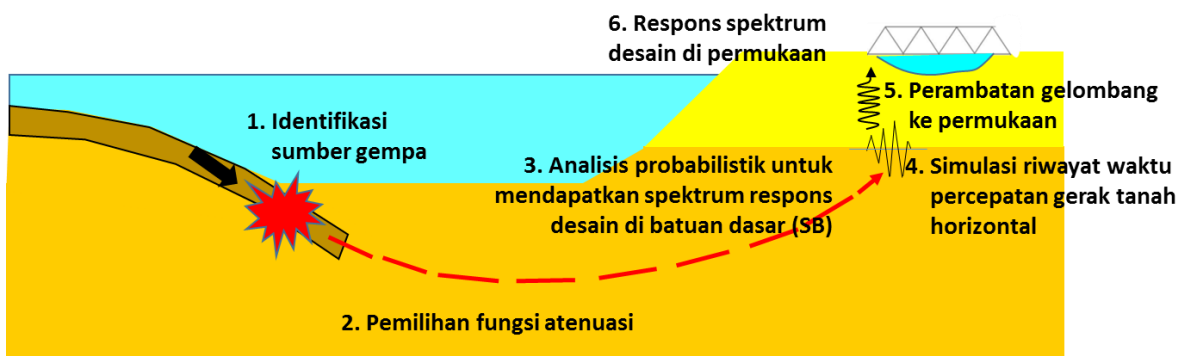 1. Identifikasi
sumber gempa
2. Pemilihan fungsi atenuasi
3. Analisis probabilistik untuk
mendapatkan spektrum respons
desain di batuan dasar (SB)
4. Simulasi riwayat waktu
percepatan gerak tanah
horizontal
5. Perambatan gelombang
ke permukaan
6. Respons spektrum
desain di permukaan